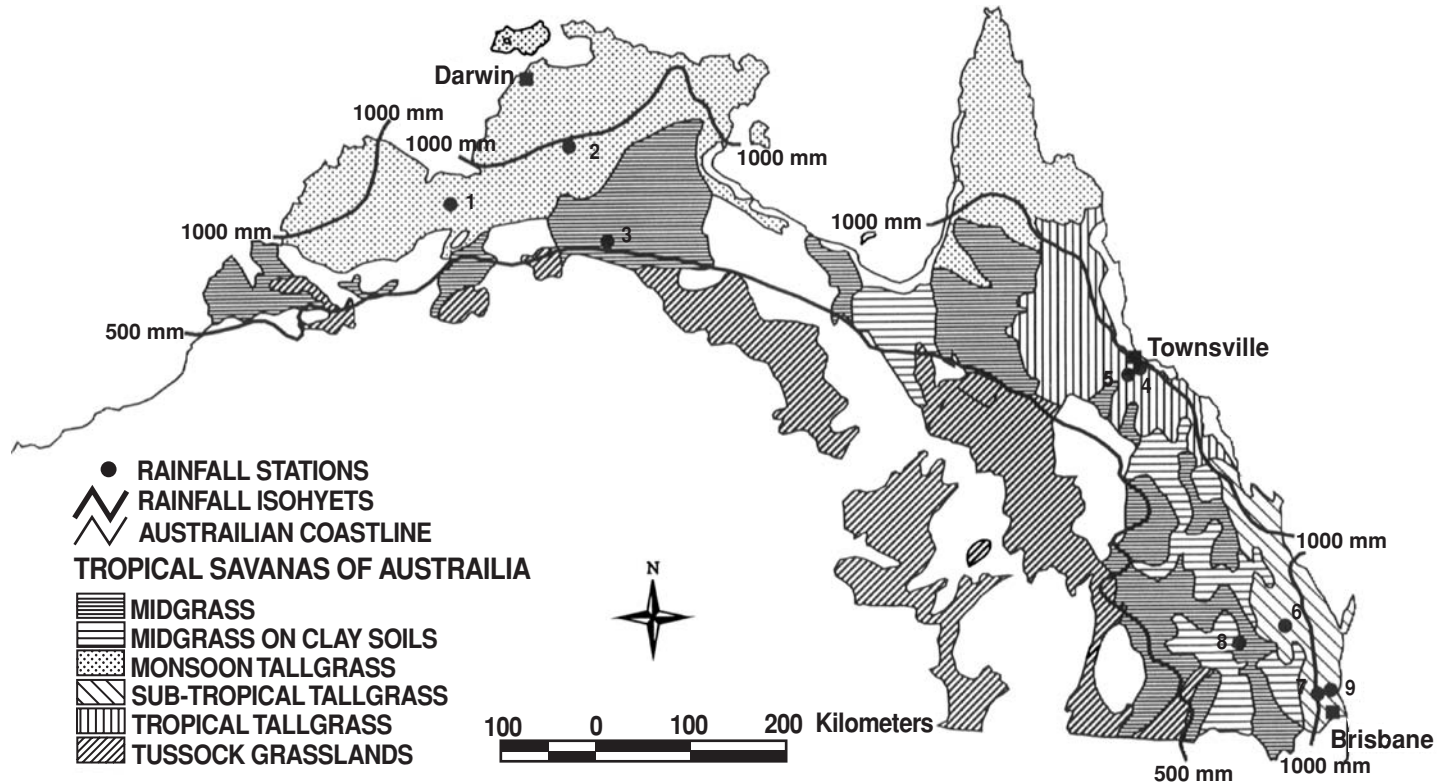 Darwin
1000 mm
1000 mm
2
1000 mm
1
1000 mm
1000 mm
3
500 mm
Townsville
5
4
RAINFALL STATIONS
RAINFALL ISOHYETS
AUSTRAILIAN COASTLINE
TROPICAL SAVANAS OF AUSTRAILIA
MIDGRASS
MIDGRASS ON CLAY SOILS
MONSOON TALLGRASS
SUB-TROPICAL TALLGRASS
TROPICAL TALLGRASS
TUSSOCK GRASSLANDS
N
100 0 100 200 Kilometers
1000 mm
6
8
7
9
Brisbane
500 mm
1000 mm